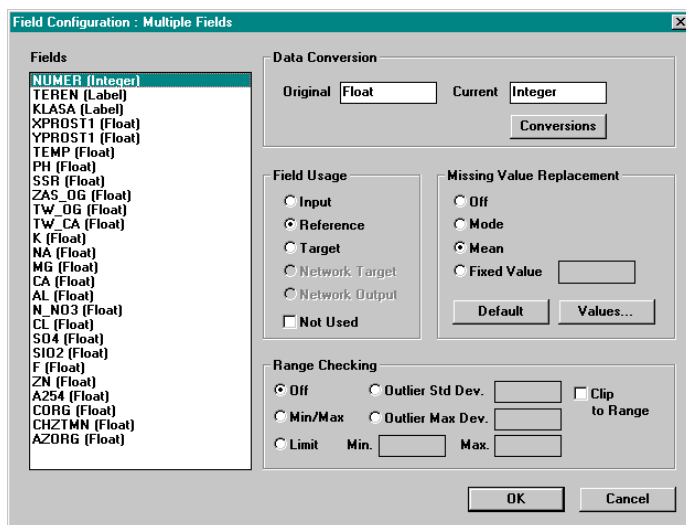 Field Configuration : Multiple Fields
Fields
NUMER (Integer)
TEREN (Label)
KLASA (Label)
XPROST1 (Float)
YPROST1 (Float)
TEMP (Float)
PH (Float)
SSR (Float)
ZAS_OG (Float)
TW_OG (Float)
TW_CA (Float)
K (Float)
NA (Float)
MG (Float)
CA (Float)
AL (Float)
N_NO3 (Float)
CL (Float)
SO4 (Float)
SIO2 (Float)
F (Float)
ZN (Float)
A254 (Float)
CORG (Float)
CHZTMN (Float)
AZORG (Float)
Data Conversion
Original Float Current Integer
Conversions
Field Usage
Input
Reference
Target
Network Target
Network Output
Not Used
Missing Value Replacement
Off
Mode
Mean
Fixed Value
Default Values...
Range Checking
Off Outlier Std Dev. Clip
to Range
Min/Max Outlier Max Dev.
Limit Min. Max.
OK Cancel